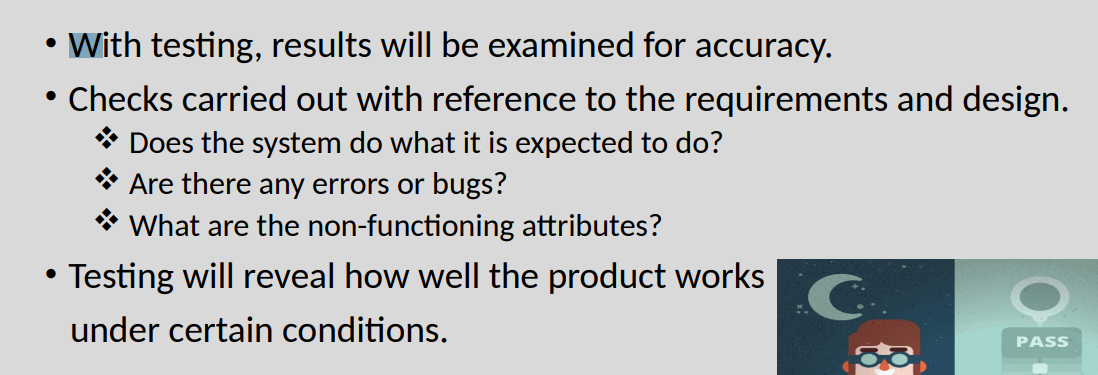 • With testing, results will be examined for accuracy.
• Checks carried out with reference to the requirements and design.
❖ Does the system do what it is expected to do?
❖ Are there any errors or bugs?
❖ What are the non-functioning attributes?
• Testing will reveal how well the product works
under certain conditions.
PASS